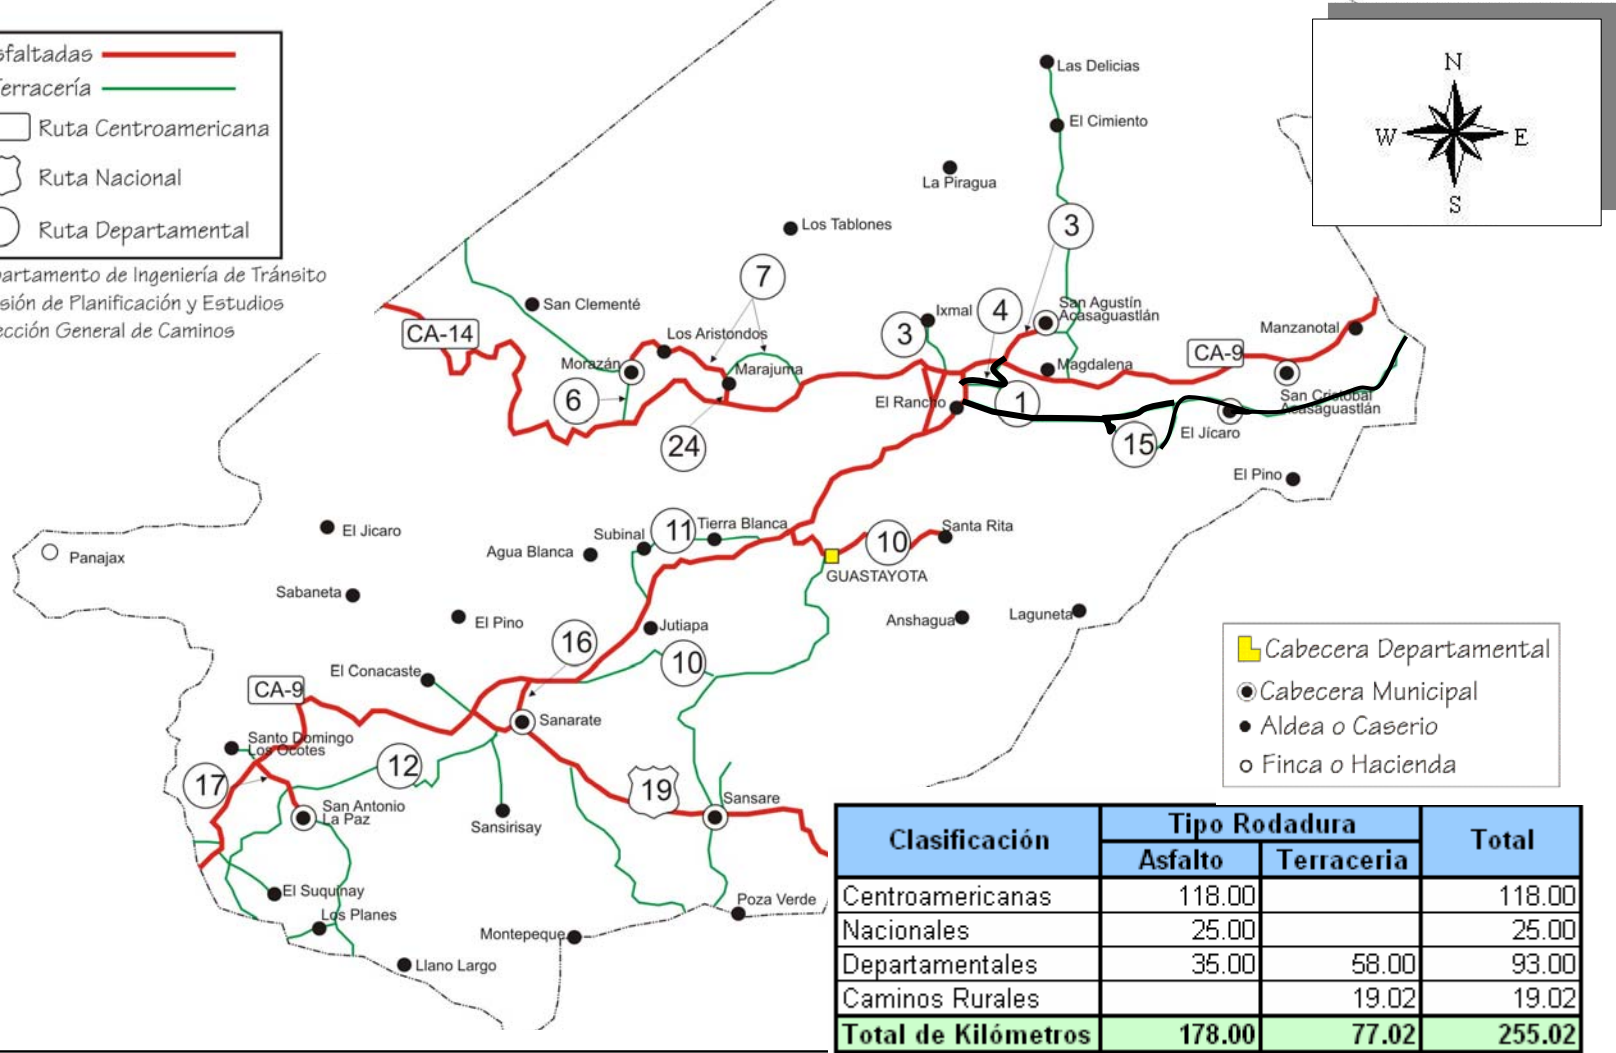 sfaltadas
erracería
Ruta Centroamericana
Ruta Nacional
Ruta Departamental
partamento de Ingeniería de Tránsito
sión de Planificación y Estudios
ección General de Caminos
N
W
E
S
Las Delicias
El Cimiento
La Piragua
Los Tablones
3
7
San Clementé
CA-14
Los Aristondos
Morazán
Marajuma
6
24
Ixmal
3
4
San Agustín
Acasaguastlán
Magdalena
El Rancho
1
Manzanotal
CA-9
San Cristobal
Acasaguastlán
El Jícaro
15
El Pino
El Jicaro
Panajax
Sabaneta
El Pino
Agua Blanca
Subinal
11
Tierra Blanca
10
Santa Rita
GUASTAYOTA
Anshagua
Laguneta
Jutiapa
16
10
El Conacaste
CA-9
Sanarate
Santo Domingo
Los Ocotes
17
12
San Antonio
La Paz
19
Sansare
Sansirisay
El Suquinay
Los Planes
Llano Largo
Montepeque
Poza Verde
Cabecera Departamental
Cabecera Municipal
Aldea o Caserio
Finca o Hacienda
Clasificación Tipo Rodadura Total
Asfalto Terraceria
Centroamericanas 118.00 118.00
Nacionales 25.00 25.00
Departamentales 35.00 58.00 93.00
Caminos Rurales 19.02 19.02
Total de Kilómetros 178.00 77.02 255.02